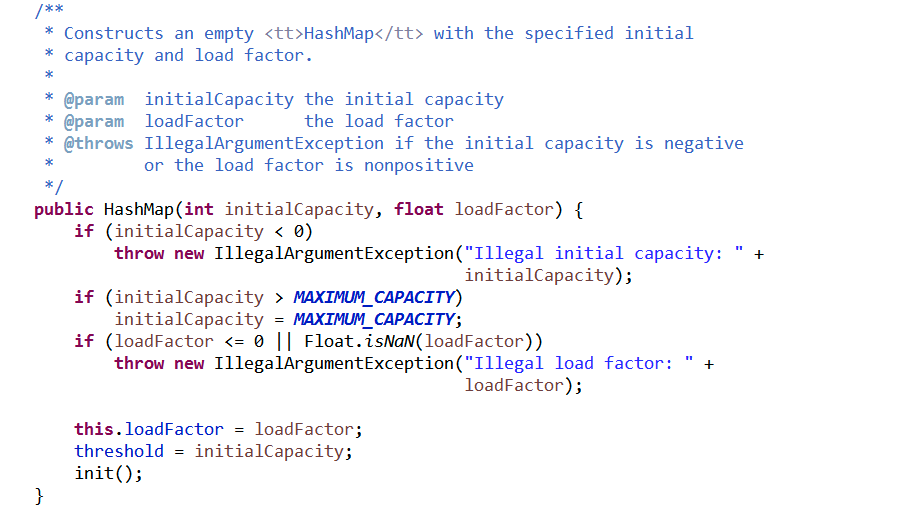 /**
 * Constructs an empty <tt>HashMap</tt> with the specified initial
 * capacity and load factor.
 *
 * @param  initialCapacity the initial capacity
 * @param  loadFactor      the load factor
 * @throws IllegalArgumentException if the initial capacity is negative
 *         or the load factor is nonpositive
 */
public HashMap(int initialCapacity, float loadFactor) {
    if (initialCapacity < 0)
        throw new IllegalArgumentException("Illegal initial capacity: " +
                                           initialCapacity);
    if (initialCapacity > MAXIMUM_CAPACITY)
        initialCapacity = MAXIMUM_CAPACITY;
    if (loadFactor <= 0 || Float.isNaN(loadFactor))
        throw new IllegalArgumentException("Illegal load factor: " +
                                           loadFactor);

    this.loadFactor = loadFactor;
    threshold = initialCapacity;
    init();
}